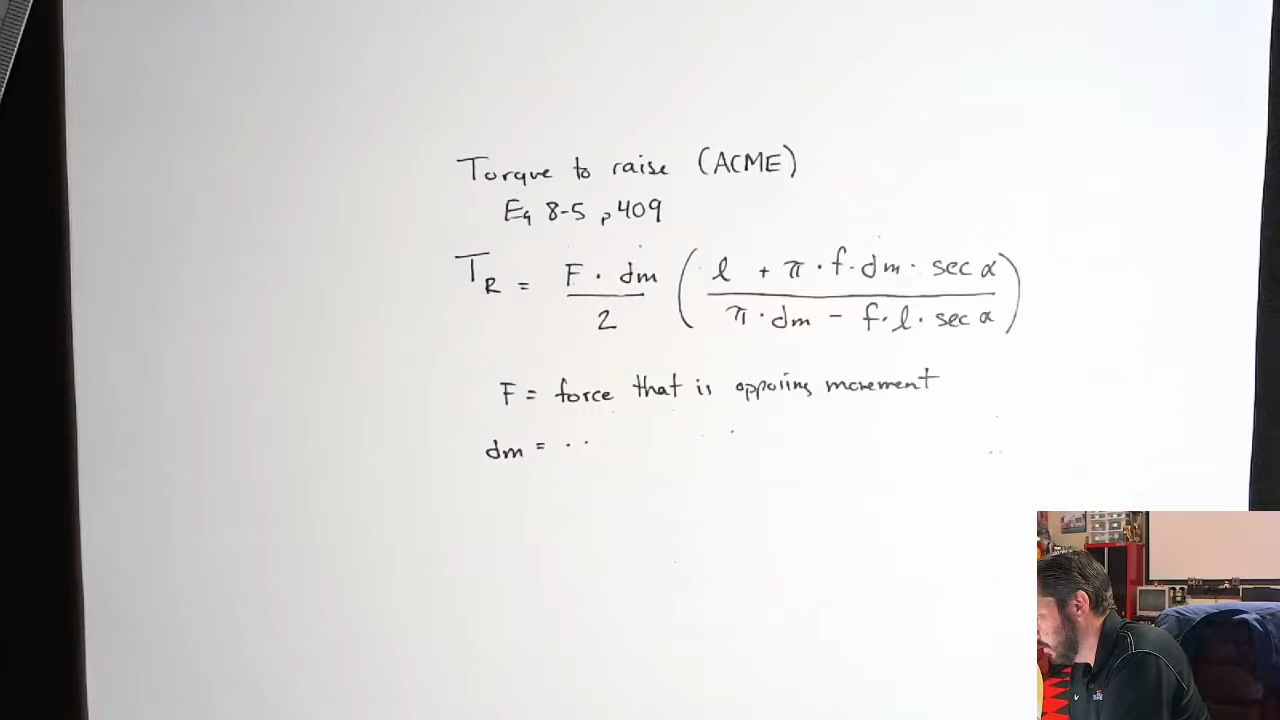 Torque to raise (ACME)
Eq 8-5 p409
T_R = F · dm / 2 ( l + π · f · dm · sec α / π · dm - f · l · sec α )
F = force that is opposing movement
dm = ··